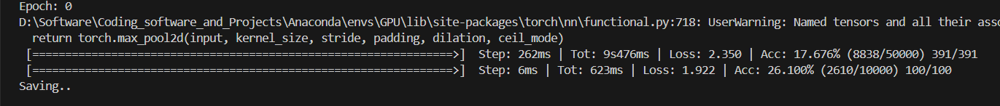 Epoch: 0
D:\Software\Coding_software_and_Projects\Anaconda\envs\GPU\lib\site-packages\torch\nn\functional.py:718: UserWarning: Named tensors and all their asso
return torch.max_pool2d(input, kernel_size, stride, padding, dilation, ceil_mode)
[================================================================>] Step: 262ms | Tot: 9s476ms | Loss: 2.350 | Acc: 17.676% (8838/50000) 391/391
[================================================================>] Step: 6ms | Tot: 623ms | Loss: 1.922 | Acc: 26.100% (2610/10000) 100/100
Saving..